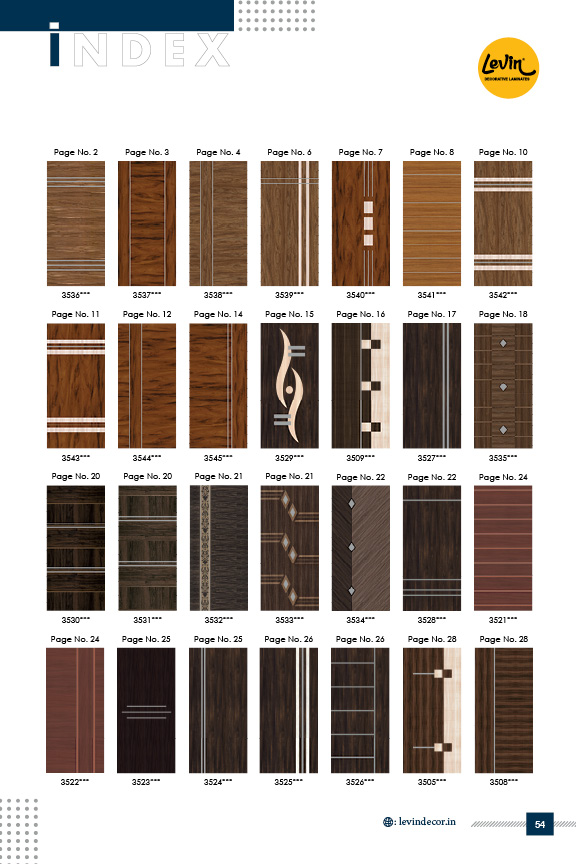 iNDEX
Levin
DECORATIVE LAMINATES
Page No. 2 Page No. 3 Page No. 4 Page No. 6 Page No. 7 Page No. 8 Page No. 10
3536*** 3537*** 3538*** 3539*** 3540*** 3541*** 3542***
Page No. 11 Page No. 12 Page No. 14 Page No. 15 Page No. 16 Page No. 17 Page No. 18
3543*** 3544*** 3545*** 3529*** 3509*** 3527*** 3535***
Page No. 20 Page No. 20 Page No. 21 Page No. 21 Page No. 22 Page No. 22 Page No. 24
3530*** 3531*** 3532*** 3533*** 3534*** 3528*** 3521***
Page No. 24 Page No. 25 Page No. 25 Page No. 26 Page No. 26 Page No. 28 Page No. 28
3522*** 3523*** 3524*** 3525*** 3526*** 3505*** 3508***
: levindecor.in
54